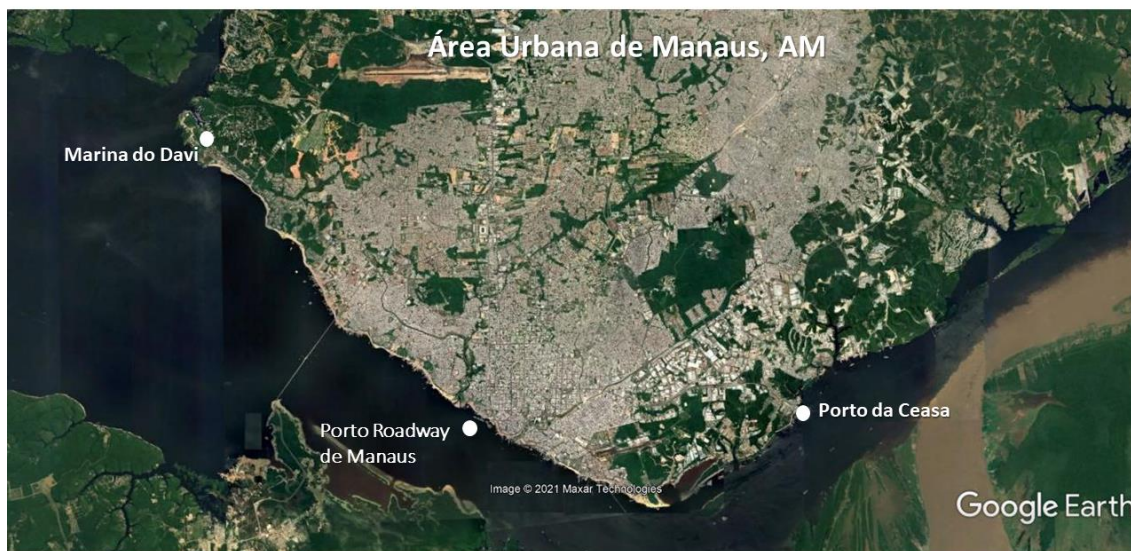 Área Urbana de Manaus, AM
Marina do Davi
Porto Roadway
de Manaus
Porto da Ceasa
Image © 2021 Maxar Technologies
Google Earth